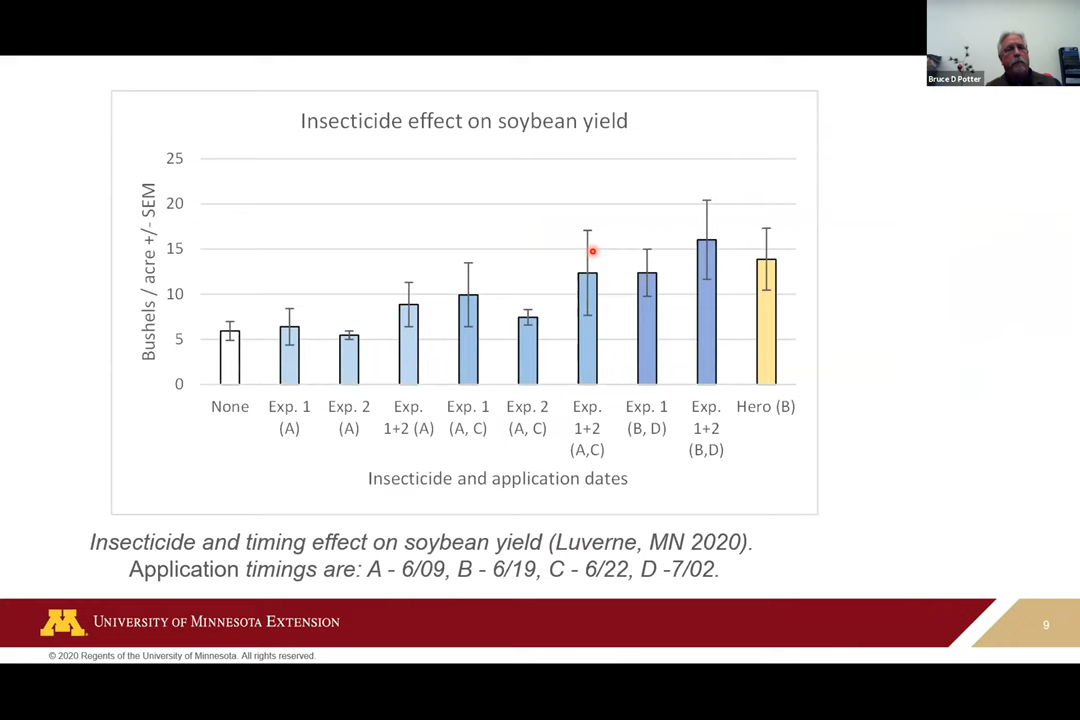 Bruce D Potter
Insecticide effect on soybean yield
Bushels / acre +/- SEM
25
20
15
10
5
0
None
Exp. 1
(A)
Exp. 2
(A)
Exp.
1+2 (A)
Exp. 1
(A, C)
Exp. 2
(A, C)
Exp.
1+2
(A,C)
Exp. 1
(B, D)
Exp.
1+2
(B,D)
Hero (B)
Insecticide and application dates
Insecticide and timing effect on soybean yield (Luverne, MN 2020).
Application timings are: A - 6/09, B - 6/19, C - 6/22, D -7/02.
M
UNIVERSITY OF MINNESOTA EXTENSION
9
© 2020 Regents of the University of Minnesota. All rights reserved.